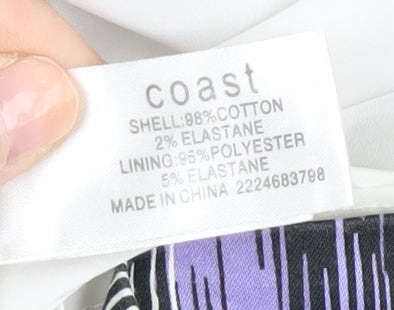 coast
SHELL:98%COTTON
2% ELASTANE
LINING:95%POLYESTER
5% ELASTANE
MADE IN CHINA 2224683798